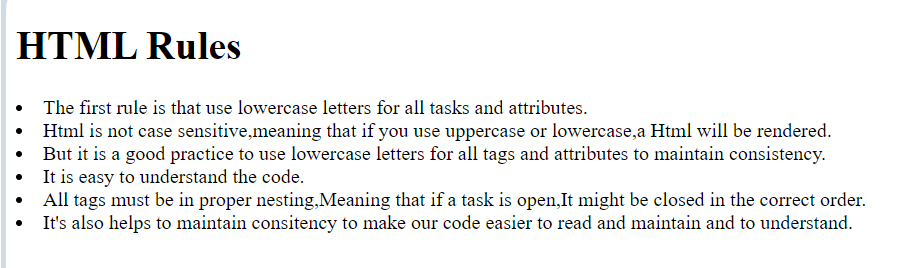 HTML Rules
• The first rule is that use lowercase letters for all tasks and attributes.
• Html is not case sensitive,meaning that if you use uppercase or lowercase,a Html will be rendered.
• But it is a good practice to use lowercase letters for all tags and attributes to maintain consistency.
• It is easy to understand the code.
• All tags must be in proper nesting,Meaning that if a task is open,It might be closed in the correct order.
• It's also helps to maintain consitency to make our code easier to read and maintain and to understand.